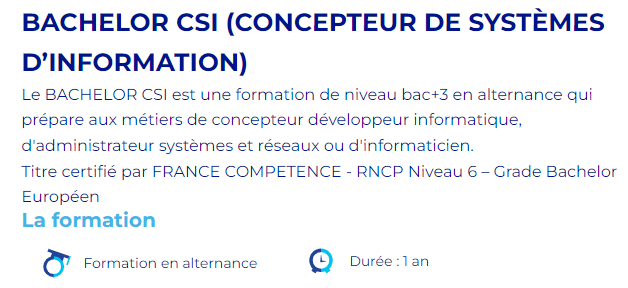 BACHELOR CSI (CONCEPTEUR DE SYSTÈMES
D’INFORMATION)
Le BACHELOR CSI est une formation de niveau bac+3 en alternance qui
prépare aux métiers de concepteur développeur informatique,
d'administrateur systèmes et réseaux ou d'informaticien.
Titre certifié par FRANCE COMPETENCE - RNCP Niveau 6 – Grade Bachelor
Européen
La formation
Formation en alternance
Durée : 1 an